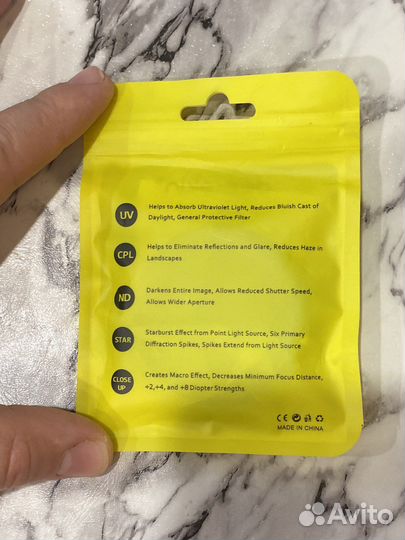 UV
Helps to Absorb Ultraviolet Light, Reduces Bluish Cast of
Daylight, General Protective Filter
CPL
Helps to Eliminate Reflections and Glare, Reduces Haze in
Landscapes
ND
Darkens Entire Image, Allows Reduced Shutter Speed,
Allows Wider Aperture
STAR
Starburst Effect from Point Light Source, Six Primary
Diffraction Spikes, Spikes Extend from Light Source
CLOSE
UP
Creates Macro Effect, Decreases Minimum Focus Distance,
+2,+4, and +8 Diopter Strengths
CE
MADE IN CHINA
Avito